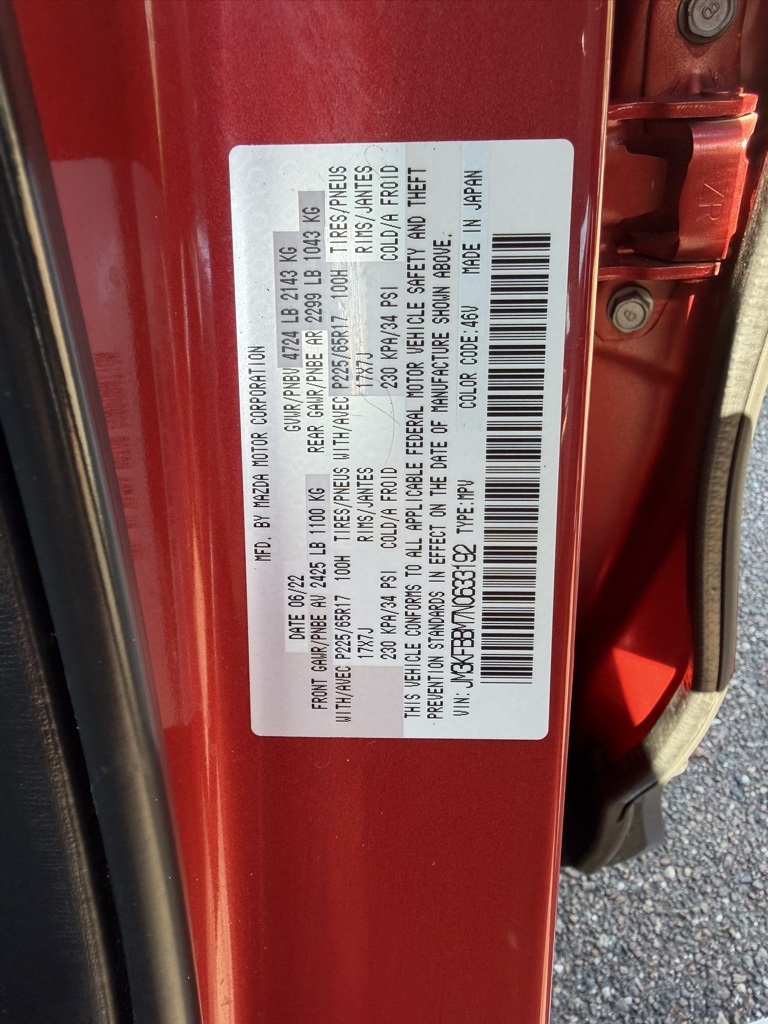 MFD. BY MAZDA MOTOR CORPORATION
DATE 06/22 GVWR/PNBV 4724 LB 2143 KG
FRONT GAWR/PNBE AV 2425 LB 1100 KG REAR GAWR/PNBE AR 2299 LB 1043 KG
WITH/AVEC P225/65R17 100H TIRES/PNEUS WITH/AVEC P225/65R17 100H TIRES/PNEUS
17X7J RIMS/JANTES 17X7J RIMS/JANTES
230 KPA/34 PSI COLD/A FROID 230 KPA/34 PSI COLD/A FROID
THIS VEHICLE CONFORMS TO ALL APPLICABLE FEDERAL MOTOR VEHICLE SAFETY AND THEFT
PREVENTION STANDARDS IN EFFECT ON THE DATE OF MANUFACTURE SHOWN ABOVE.
VIN: JM3KFBBM7N0633192 TYPE:MPV COLOR CODE:46V MADE IN JAPAN
ZR